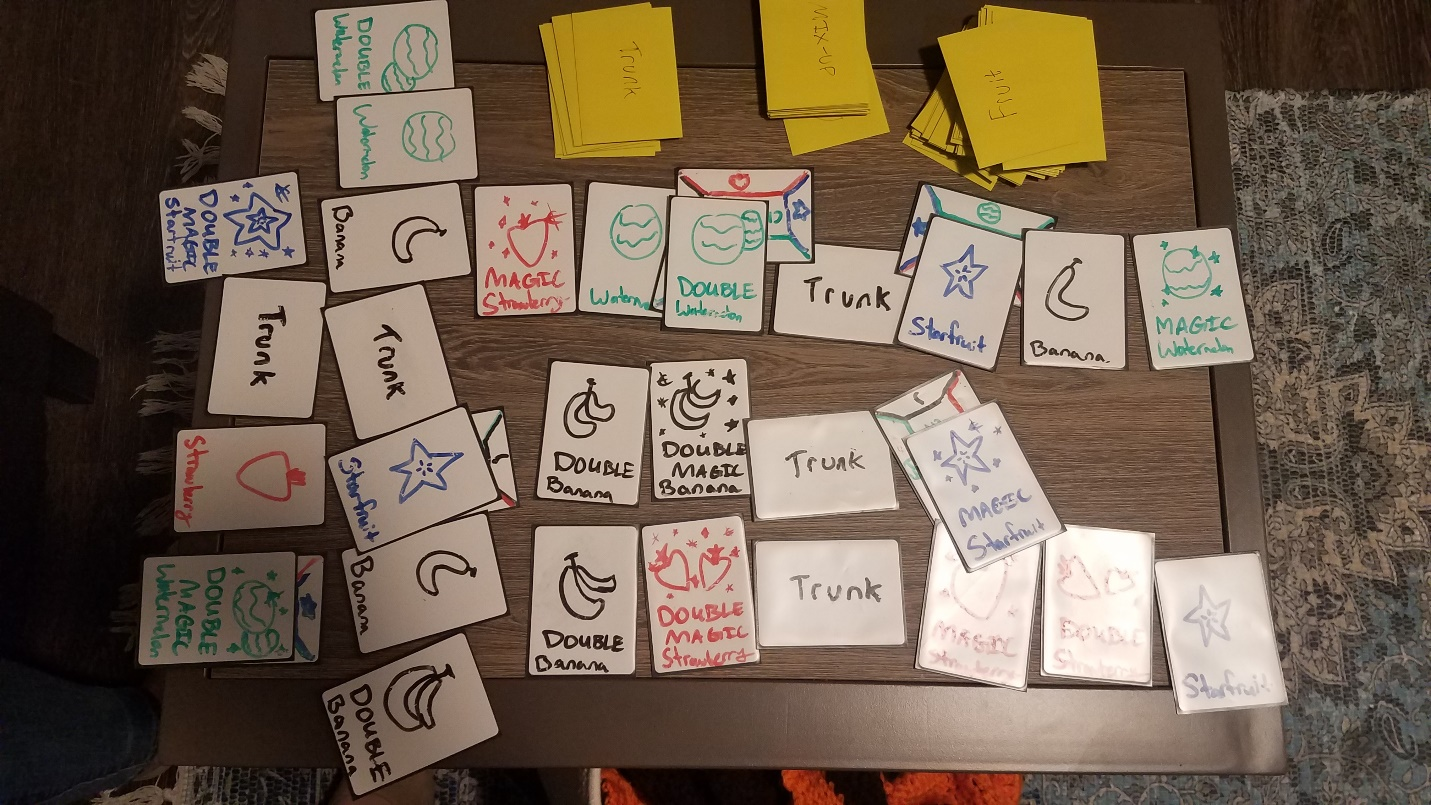 DOUBLE
Watermelon
Trunk
MIX-UP
Fruit
Watermelon
DOUBLE
MAGIC
Starfruit
Banana
MAGIC
Strawberry
DOUBLE
Watermelon
Trunk
Starfruit
Banana
MAGIC
Watermelon
Trunk
Trunk
DOUBLE
Banana
DOUBLE
MAGIC
Banana
Trunk
MAGIC
Starfruit
Strawberry
Starfruit
DOUBLE
MAGIC
Watermelon
Banana
DOUBLE
Banana
DOUBLE
MAGIC
Strawberry
Trunk
MAGIC
Strawberry
DOUBLE
Strawberry
Starfruit
DOUBLE
Banana